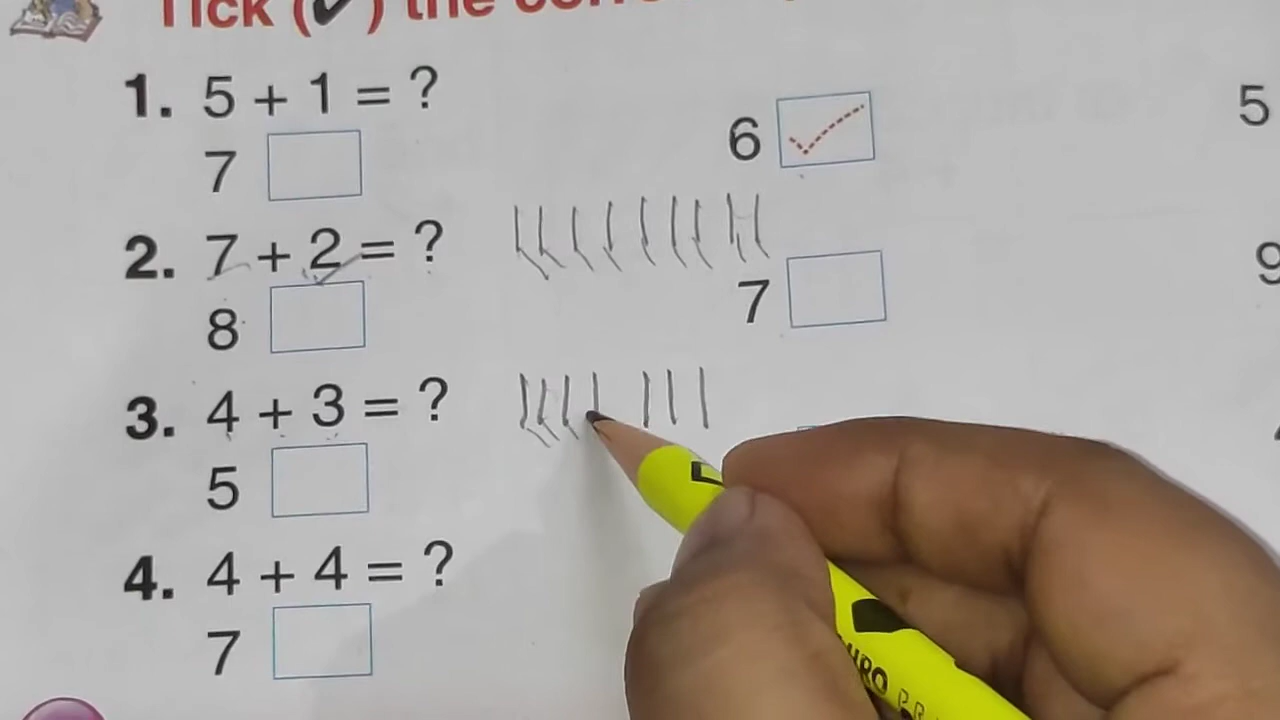 Tick (✓) the
1. 5 + 1 = ?
7
6
5
2. 7 + 2 = ?
8
7
9
3. 4 + 3 = ?
5
4. 4 + 4 = ?
7